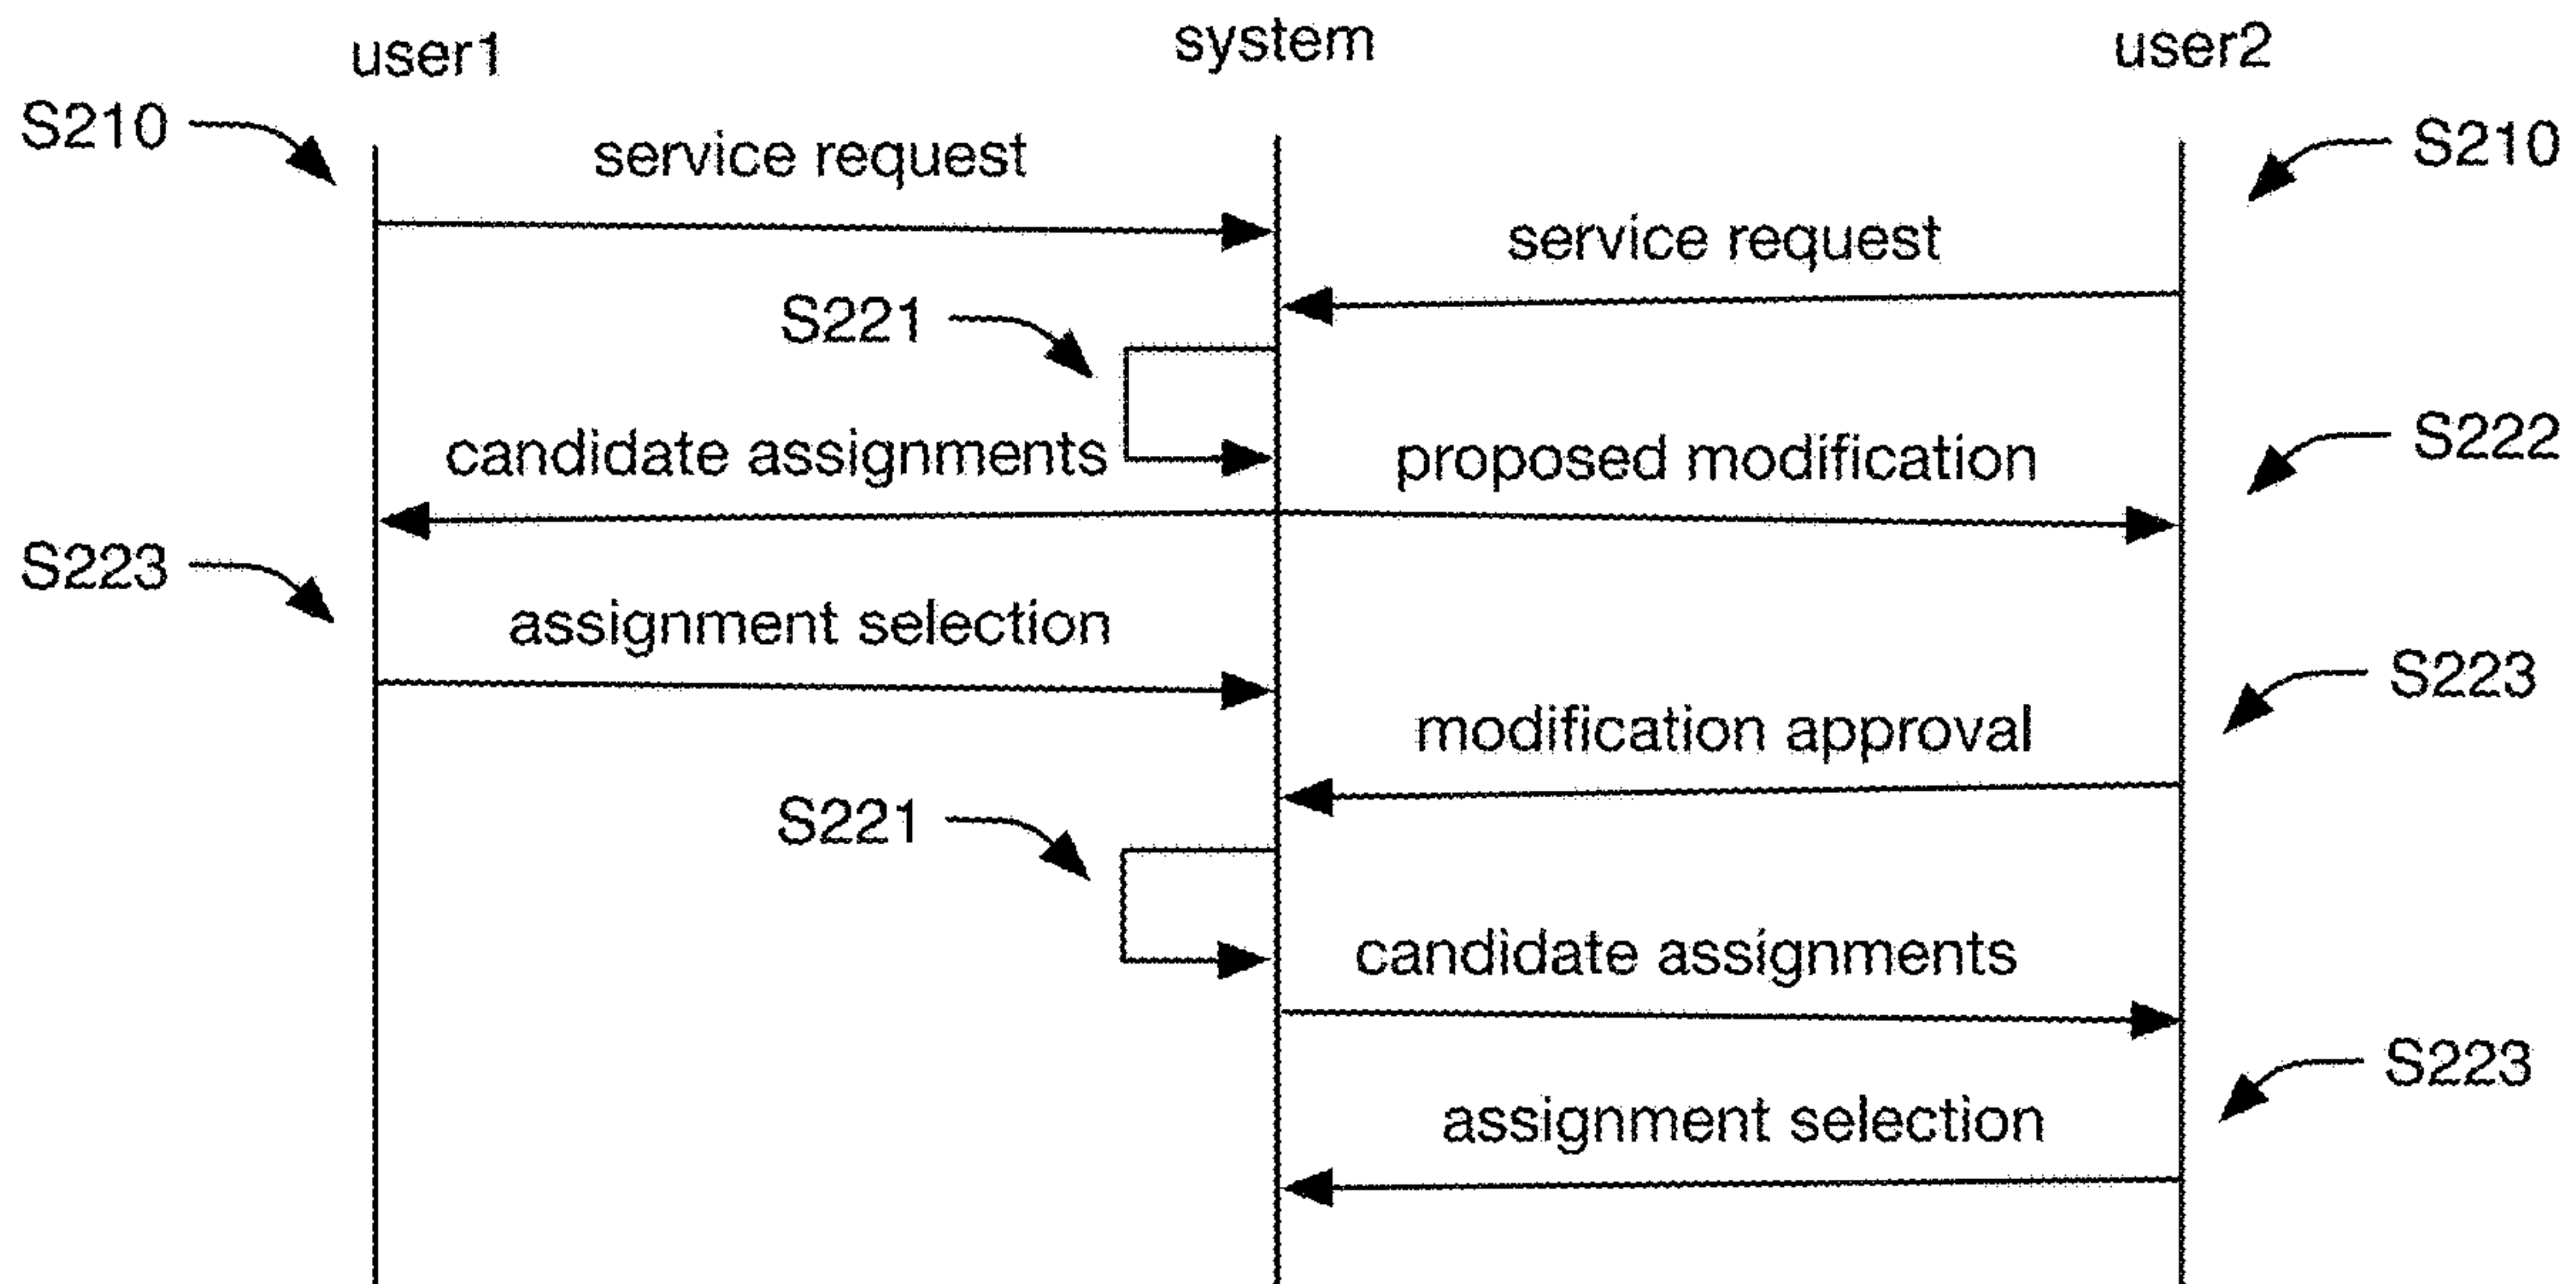 user1
system
user2
S210
service request
S210
service request
S221
candidate assignments
proposed modification
S222
S223
assignment selection
S223
modification approval
S221
candidate assignments
S223
assignment selection